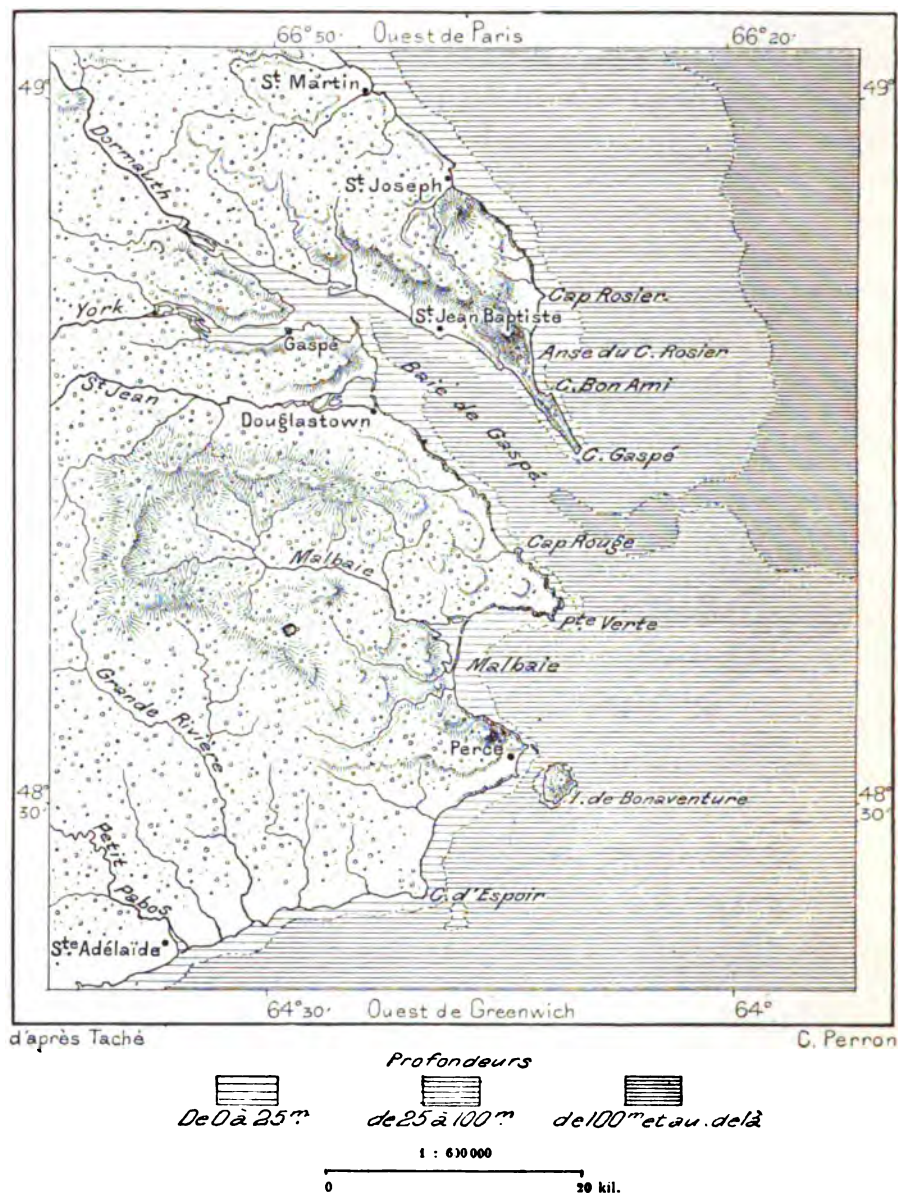 66°50' Ouest de Paris 66°20'
49° 49°
St Martin
Dormauth
St Joseph
Cap Rosier
York
St Jean Baptiste
Gaspé
Anse du C. Rosier
Baie de Gaspé
C. Bon Ami
St Jean
Douglastown
C. Gaspé
Cap Rouge
Malbaie
pte Verte
Malbaie
Grande Rivière
Percé
48° 30' 48° 30'
I. de Bonaventure
Petit Pabos
C. d'Espoir
Ste Adélaïde
64°30' Ouest de Greenwich 64°
d'après Taché C. Perron
Profondeurs
De 0 à 25m. de 25 à 100m. de 100m et au.delà
1 : 600 000
0 20 kil.